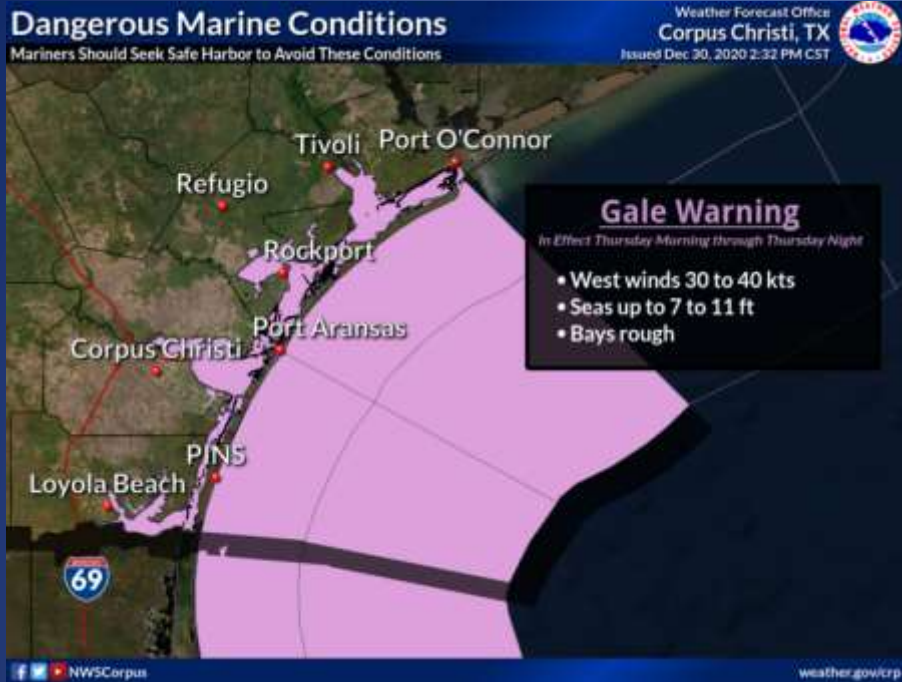 Dangerous Marine Conditions
Mariners Should Seek Safe Harbor to Avoid These Conditions
Weather Forecast Office
Corpus Christi, TX
Issued Dec 30, 2020 2:32 PM CST
Tivoli
Port O'Connor
Refugio
Rockport
Port Aransas
Corpus Christi
PINS
Loyola Beach
69
Gale Warning
In Effect Thursday Morning through Thursday Night
• West winds 30 to 40 kts
• Seas up to 7 to 11 ft
• Bays rough
NWSCorpus
weather.gov/crp